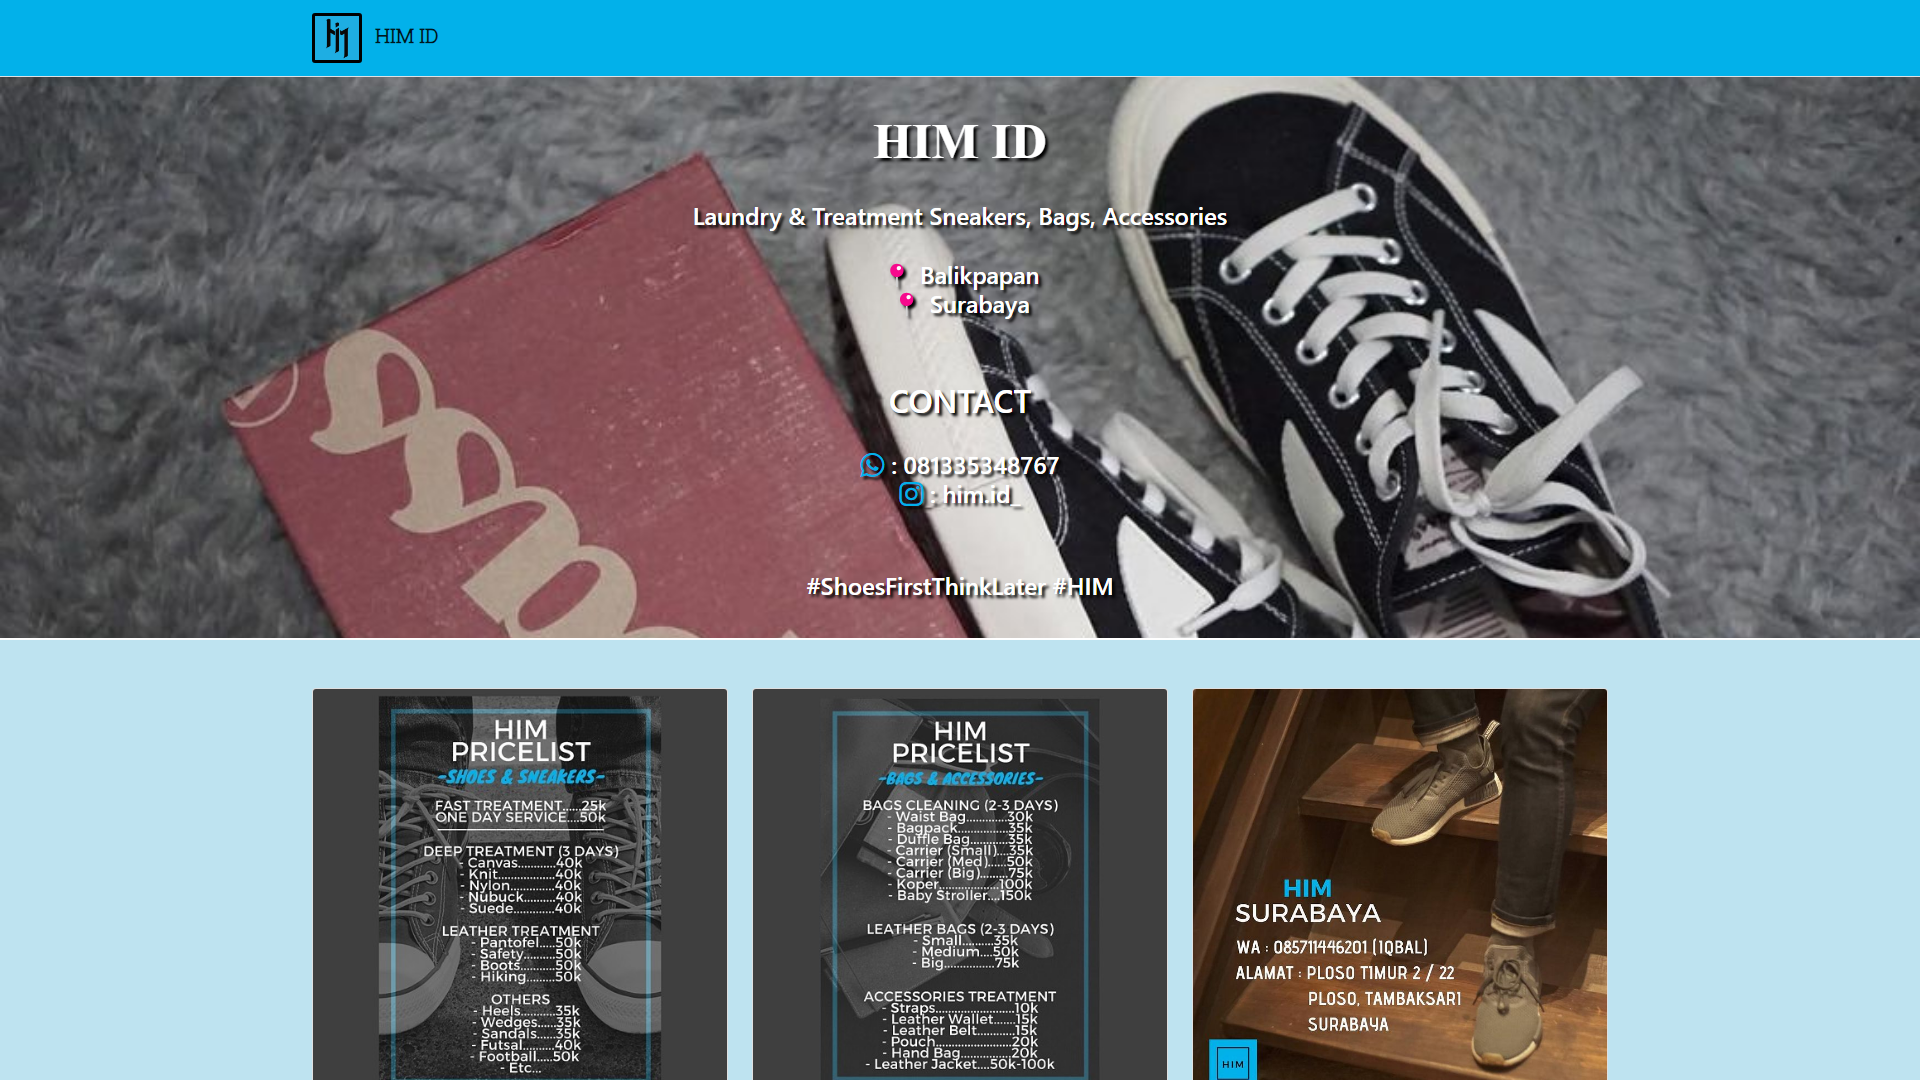 HIM ID
HIM ID
Laundry & Treatment Sneakers, Bags, Accessories
Balikpapan
Surabaya
CONTACT
: 081335348767
: him.id_
#ShoesFirstThinkLater #HIM
HIM
PRICELIST
~SHOES & SNEAKERS~
FAST TREATMENT......25k
ONE DAY SERVICE....50k
DEEP TREATMENT (3 DAYS)
- Canvas............40k
- Knit..................40k
- Nylon..............40k
- Nubuck..........40k
- Suede.............40k
LEATHER TREATMENT
- Pantofel.....50k
- Safety.........50k
- Boots..........50k
- Hiking.........50k
OTHERS
- Heels...........35k
- Wedges......35k
- Sandals.....35k
- Futsal..........40k
- Football.....50k
- Etc...
HIM
PRICELIST
~BAGS & ACCESSORIES~
BAGS CLEANING (2-3 DAYS)
- Waist Bag.............30k
- Bagpack................35k
- Duffle Bag............35k
- Carrier (Small)....35k
- Carrier (Med)......50k
- Carrier (Big).........75k
- Koper...................100k
- Baby Stroller....150k
LEATHER BAGS (2-3 DAYS)
- Small..........35k
- Medium....50k
- Big................75k
ACCESSORIES TREATMENT
- Straps.........................10k
- Leather Wallet.......15k
- Leather Belt............15k
- Pouch........................20k
- Hand Bag................20k
- Leather Jacket....50k-100k
HIM
SURABAYA
WA : 085711446201 (IQBAL)
ALAMAT : PLOSO TIMUR 2 / 22
PLOSO, TAMBAKSARI
SURABAYA
HIM